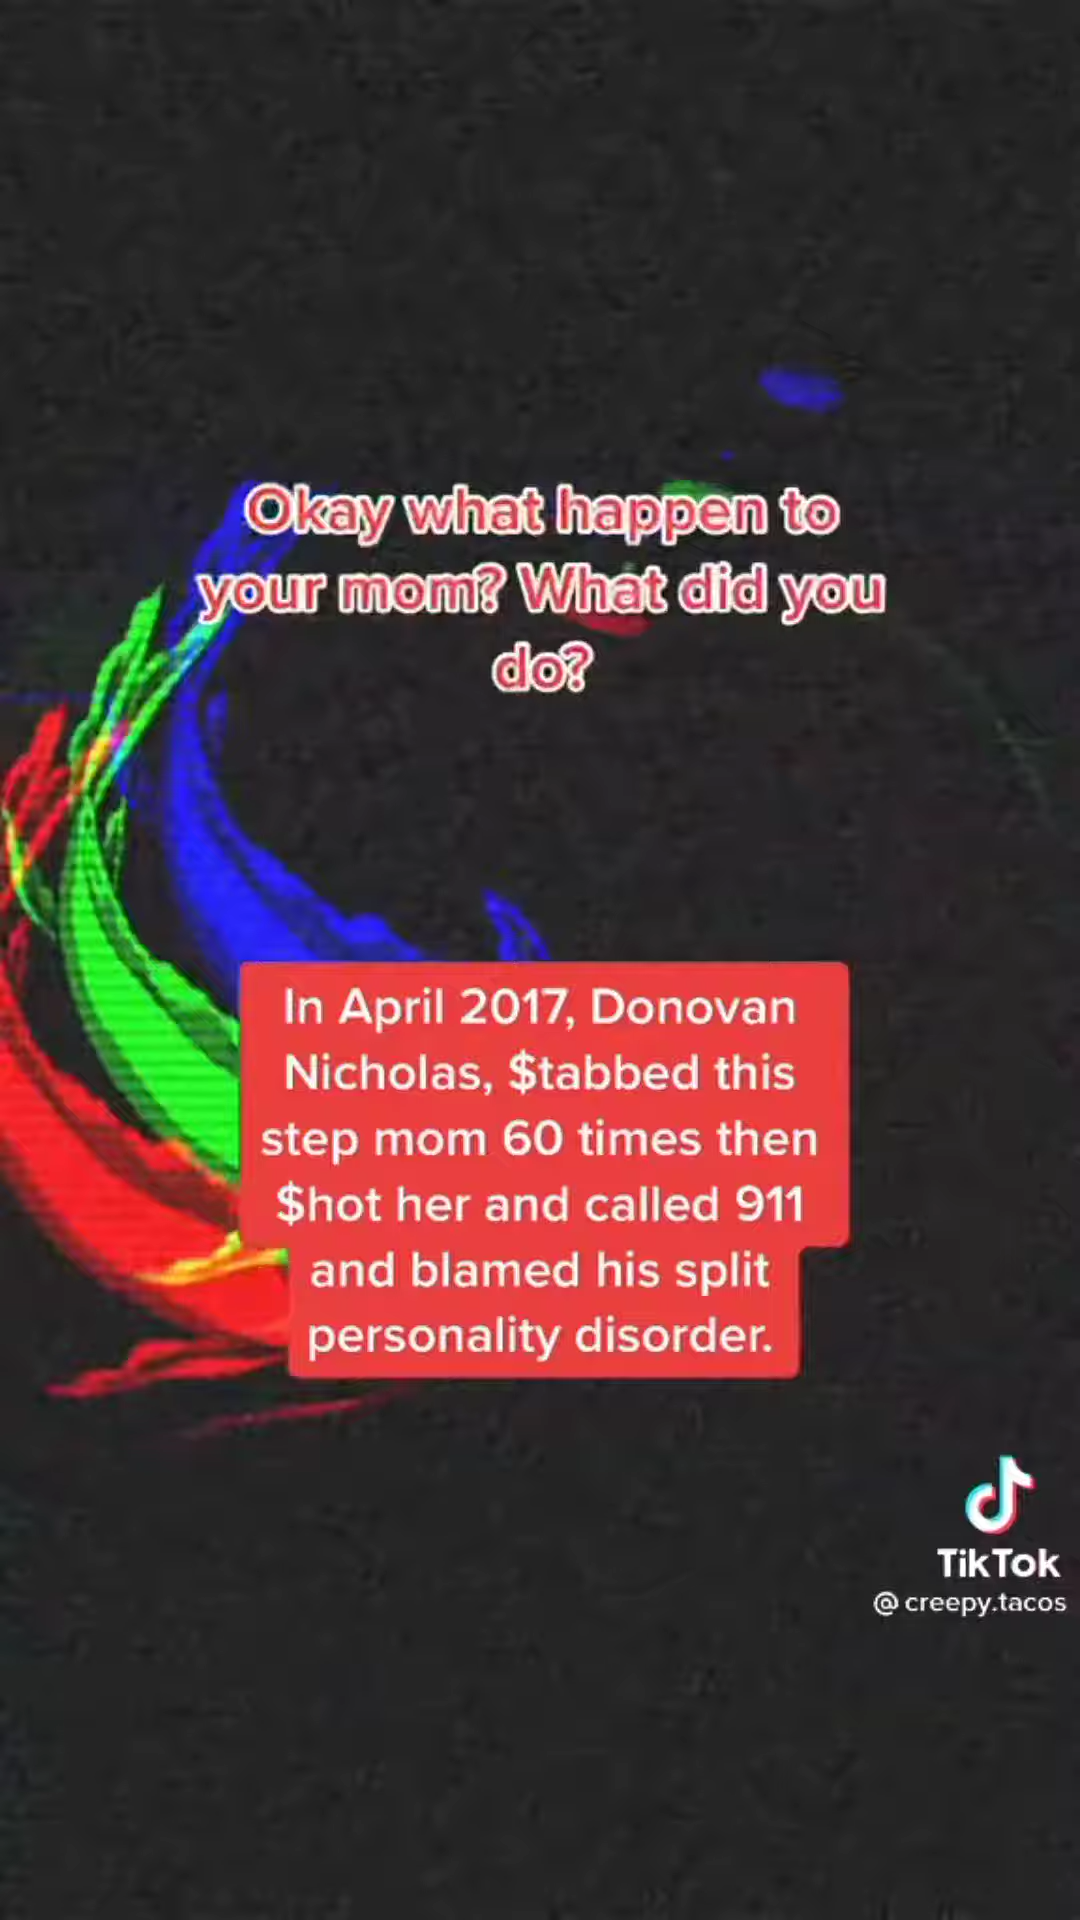 Okay what happen to
your mom? What did you
do?
In April 2017, Donovan
Nicholas, $tabbed this
step mom 60 times then
$hot her and called 911
and blamed his split
personality disorder.
TikTok
@creepy.tacos